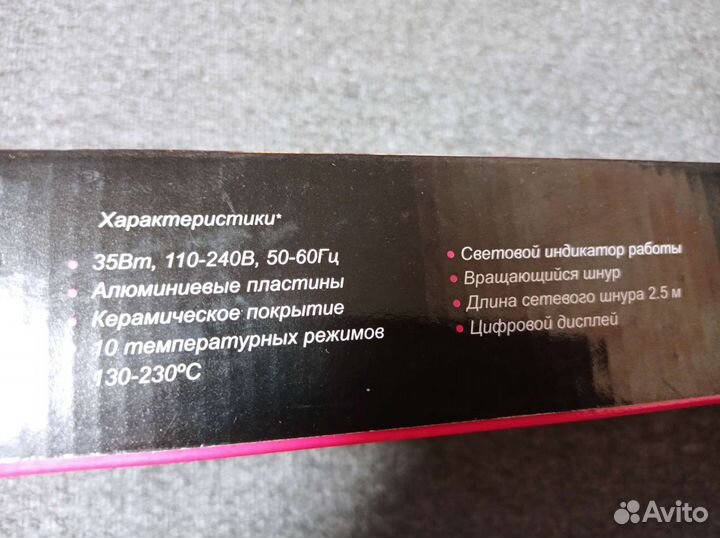 Характеристики*
• 35Вт, 110-240В, 50-60Гц
• Алюминиевые пластины
• Керамическое покрытие
• 10 температурных режимов
130-230ºС
• Световой индикатор работы
• Вращающийся шнур
• Длина сетевого шнура 2.5 м
• Цифровой дисплей
Avito